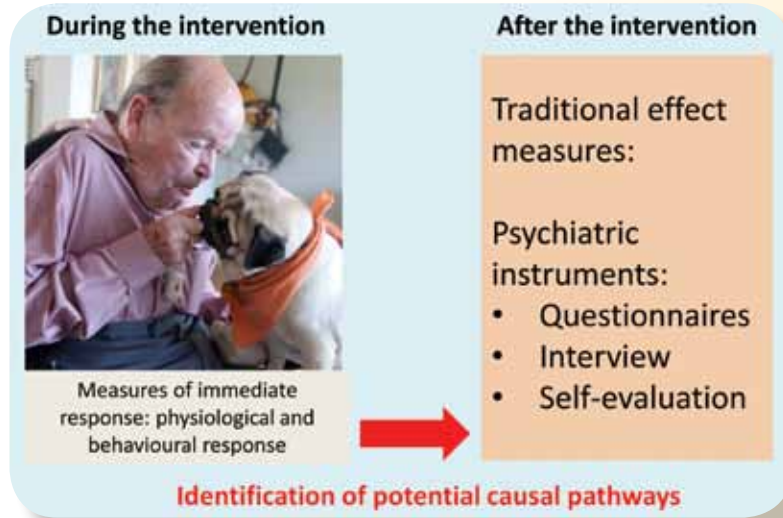 During the intervention
After the intervention
Measures of immediate
response: physiological and
behavioural response
Traditional effect
measures:
Psychiatric
instruments:
• Questionnaires
• Interview
• Self-evaluation
Identification of potential causal pathways